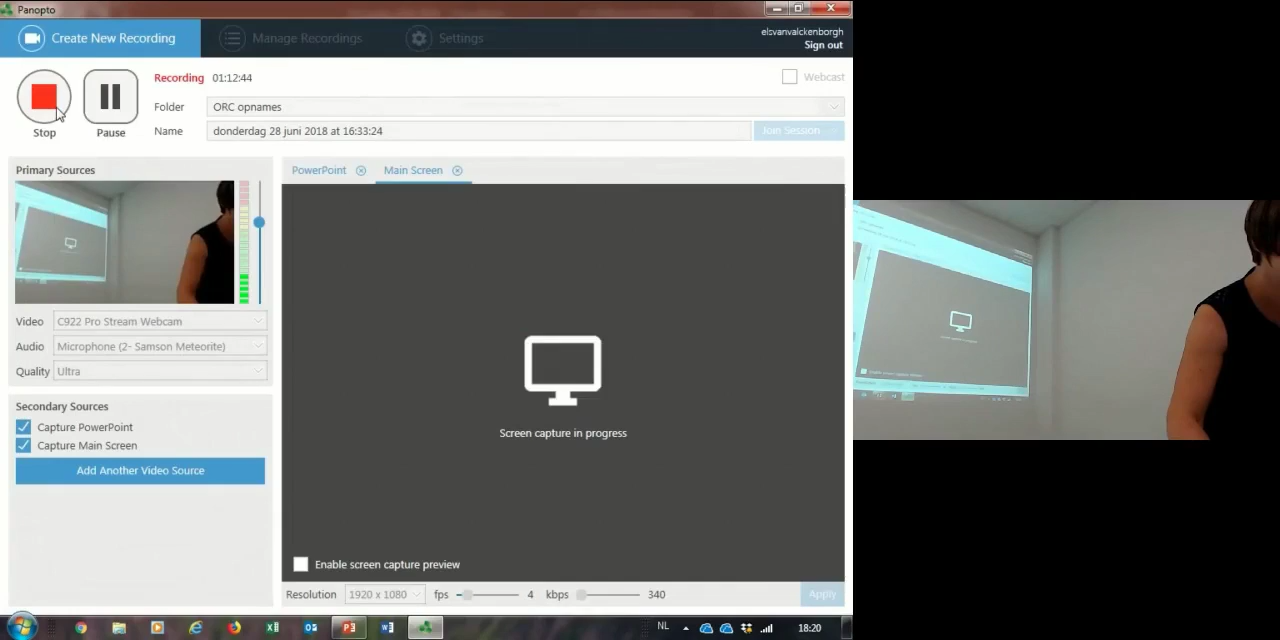 Panopto
Create New Recording
Manage Recordings
Settings
elsvanvalckenborgh
Sign out
Recording 01:12:44
Webcast
Folder ORC opnames
Name donderdag 28 juni 2018 at 16:33:24
Join Session
Stop
Pause
Primary Sources
PowerPoint
Main Screen
Video C922 Pro Stream Webcam
Audio Microphone (2- Samson Meteorite)
Quality Ultra
Secondary Sources
Capture PowerPoint
Capture Main Screen
Add Another Video Source
Screen capture in progress
Enable screen capture preview
Resolution 1920 x 1080 fps 4 kbps 340 Apply
NL 18:20